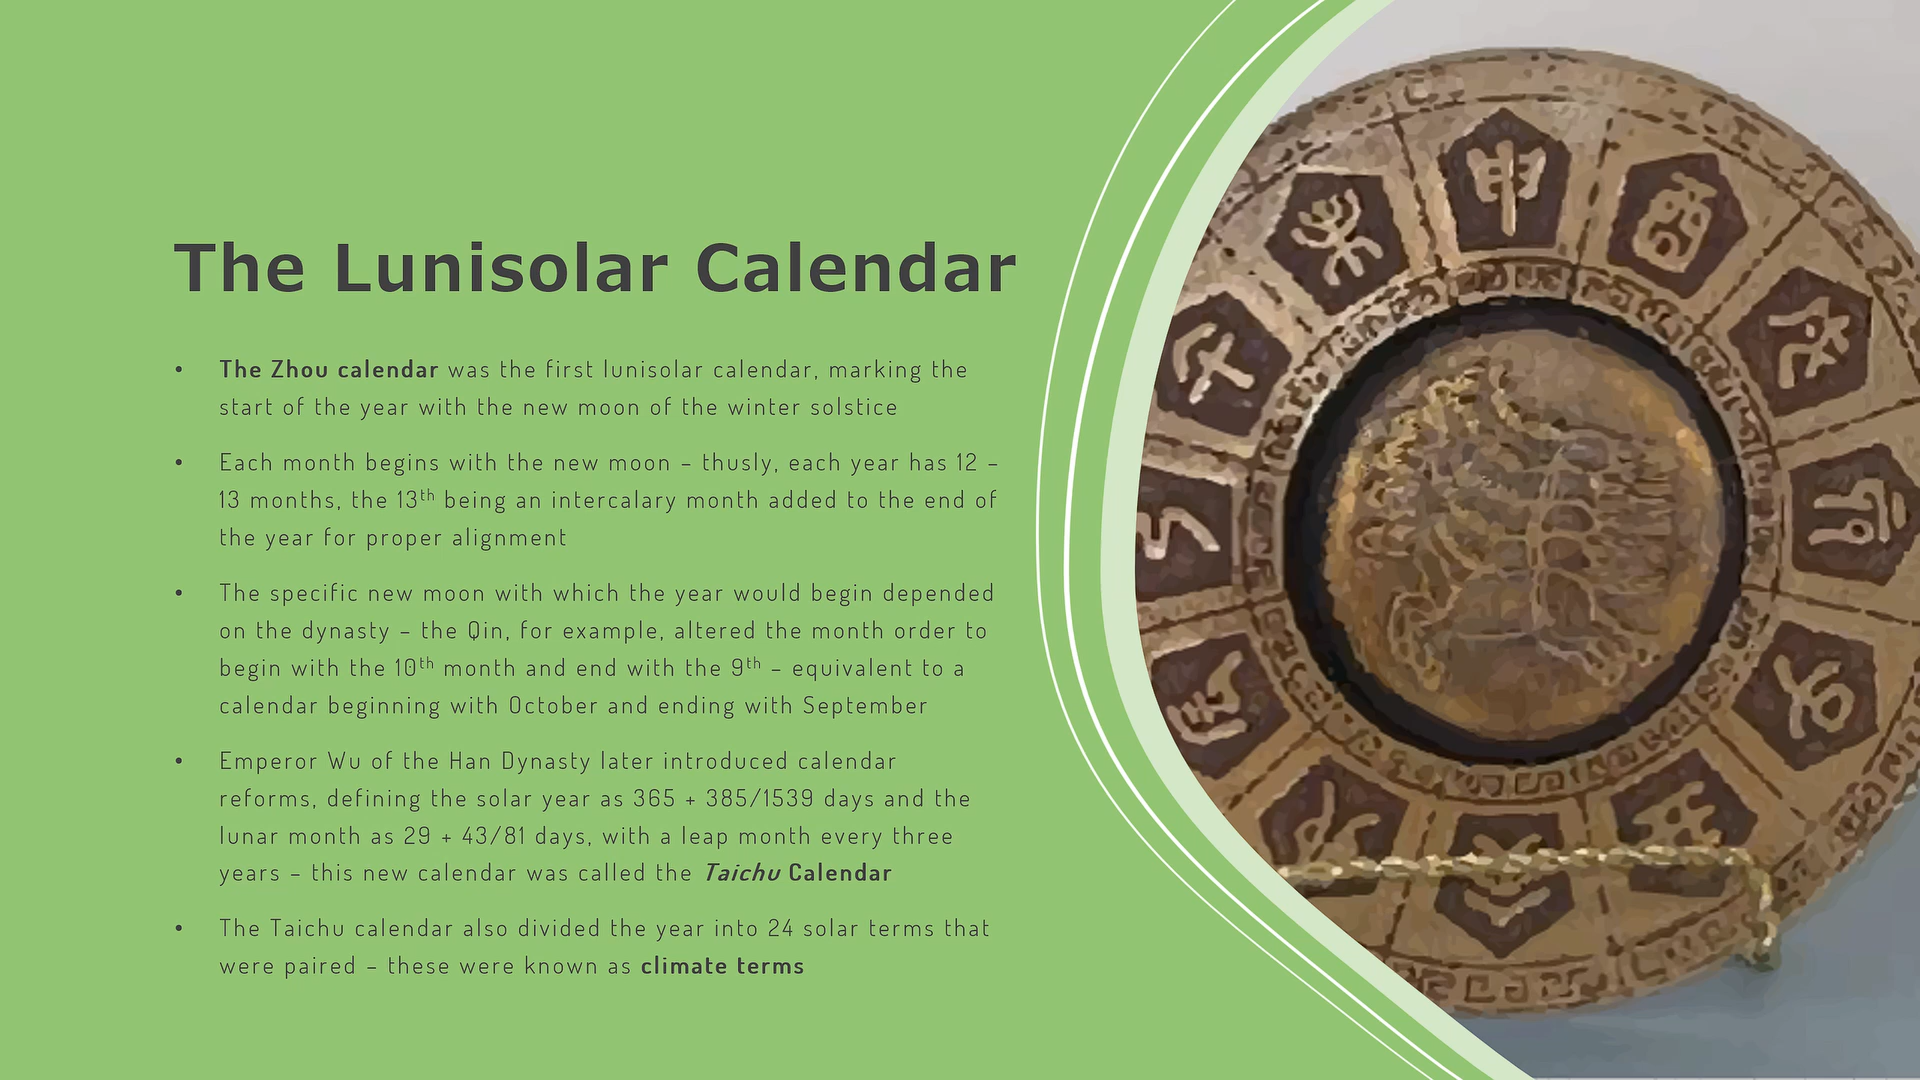 The Lunisolar Calendar
• The Zhou calendar was the first lunisolar calendar, marking the
start of the year with the new moon of the winter solstice
• Each month begins with the new moon – thusly, each year has 12 –
13 months, the 13th being an intercalary month added to the end of
the year for proper alignment
• The specific new moon with which the year would begin depended
on the dynasty – the Qin, for example, altered the month order to
begin with the 10th month and end with the 9th – equivalent to a
calendar beginning with October and ending with September
• Emperor Wu of the Han Dynasty later introduced calendar
reforms, defining the solar year as 365 + 385/1539 days and the
lunar month as 29 + 43/81 days, with a leap month every three
years – this new calendar was called the Taichu Calendar
• The Taichu calendar also divided the year into 24 solar terms that
were paired – these were known as climate terms
申
酉
戌
午